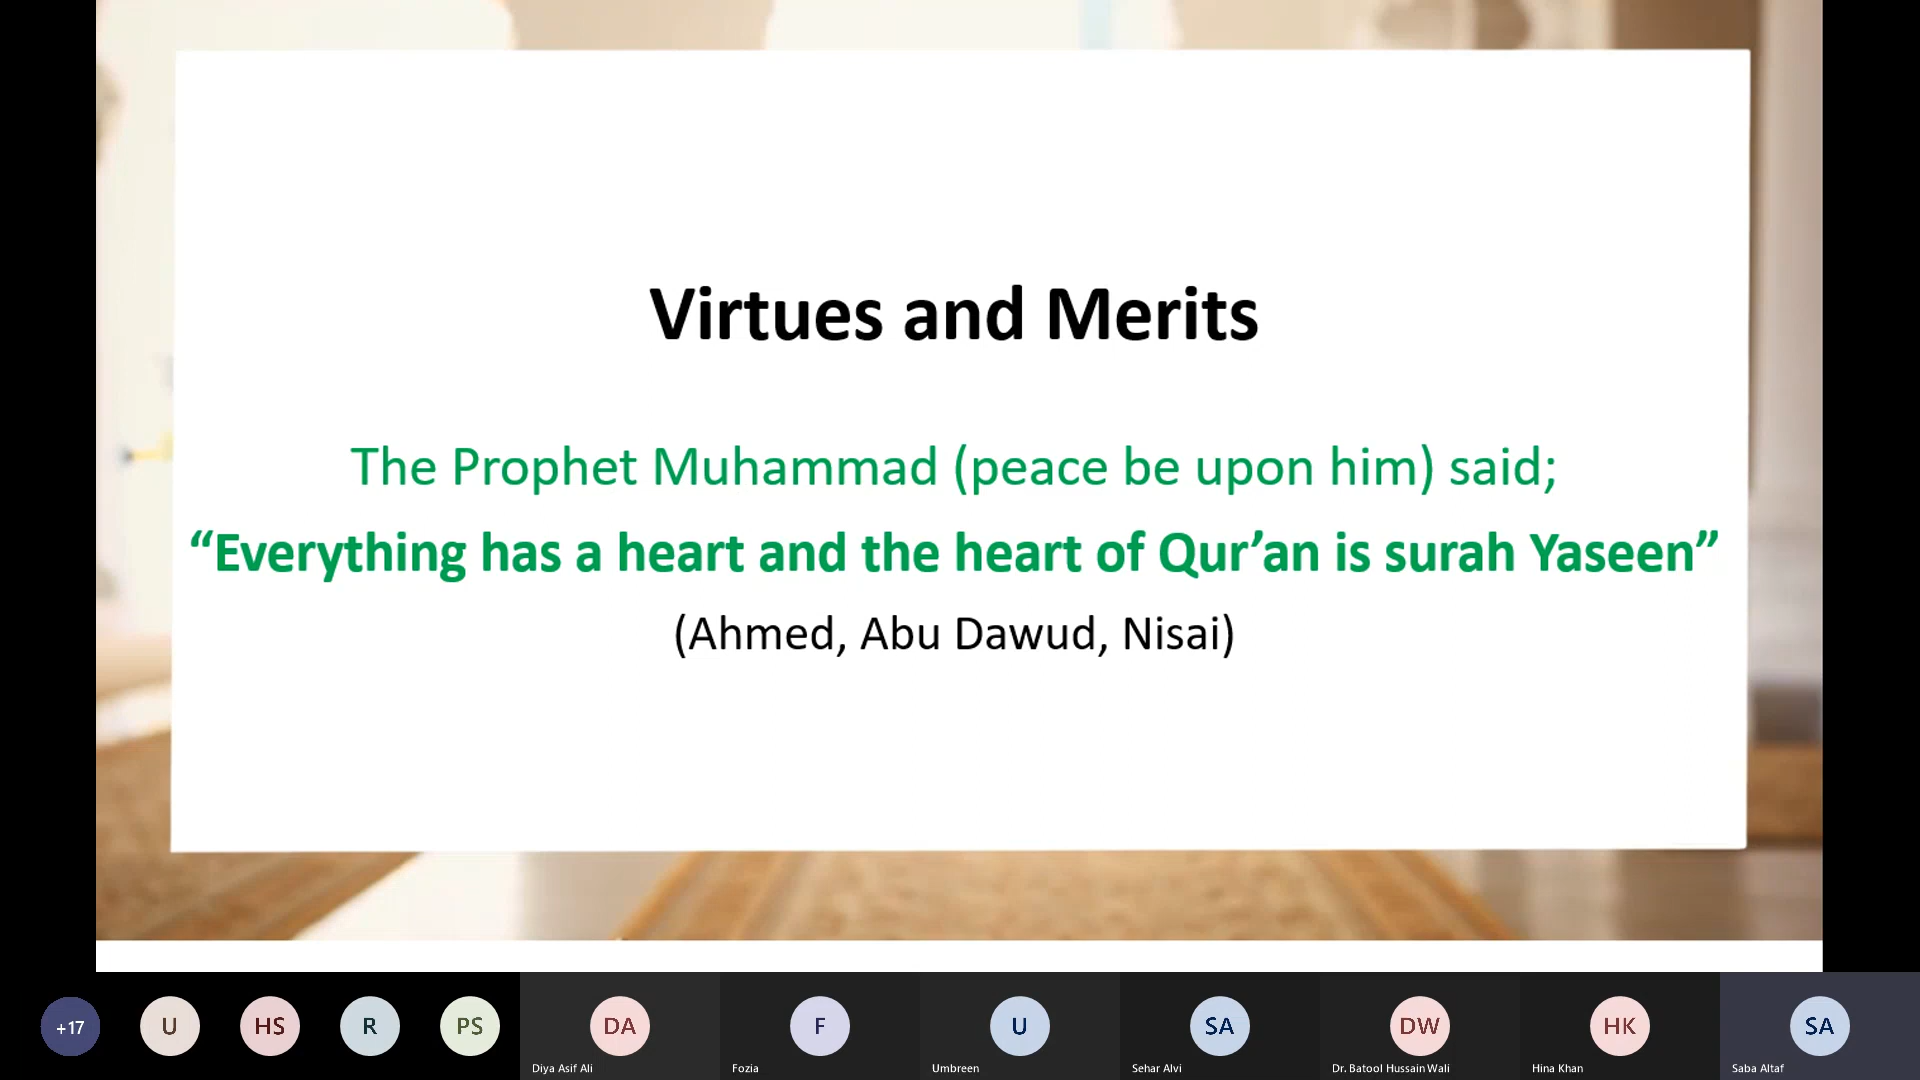 Virtues and Merits
The Prophet Muhammad (peace be upon him) said;
“Everything has a heart and the heart of Qur’an is surah Yaseen”
(Ahmed, Abu Dawud, Nisai)
+17
U
HS
R
PS
DA
F
U
SA
DW
HK
SA
Diya Asif Ali
Fozia
Umbreen
Sehar Alvi
Dr. Batool Hussain Wali
Hina Khan
Saba Altaf